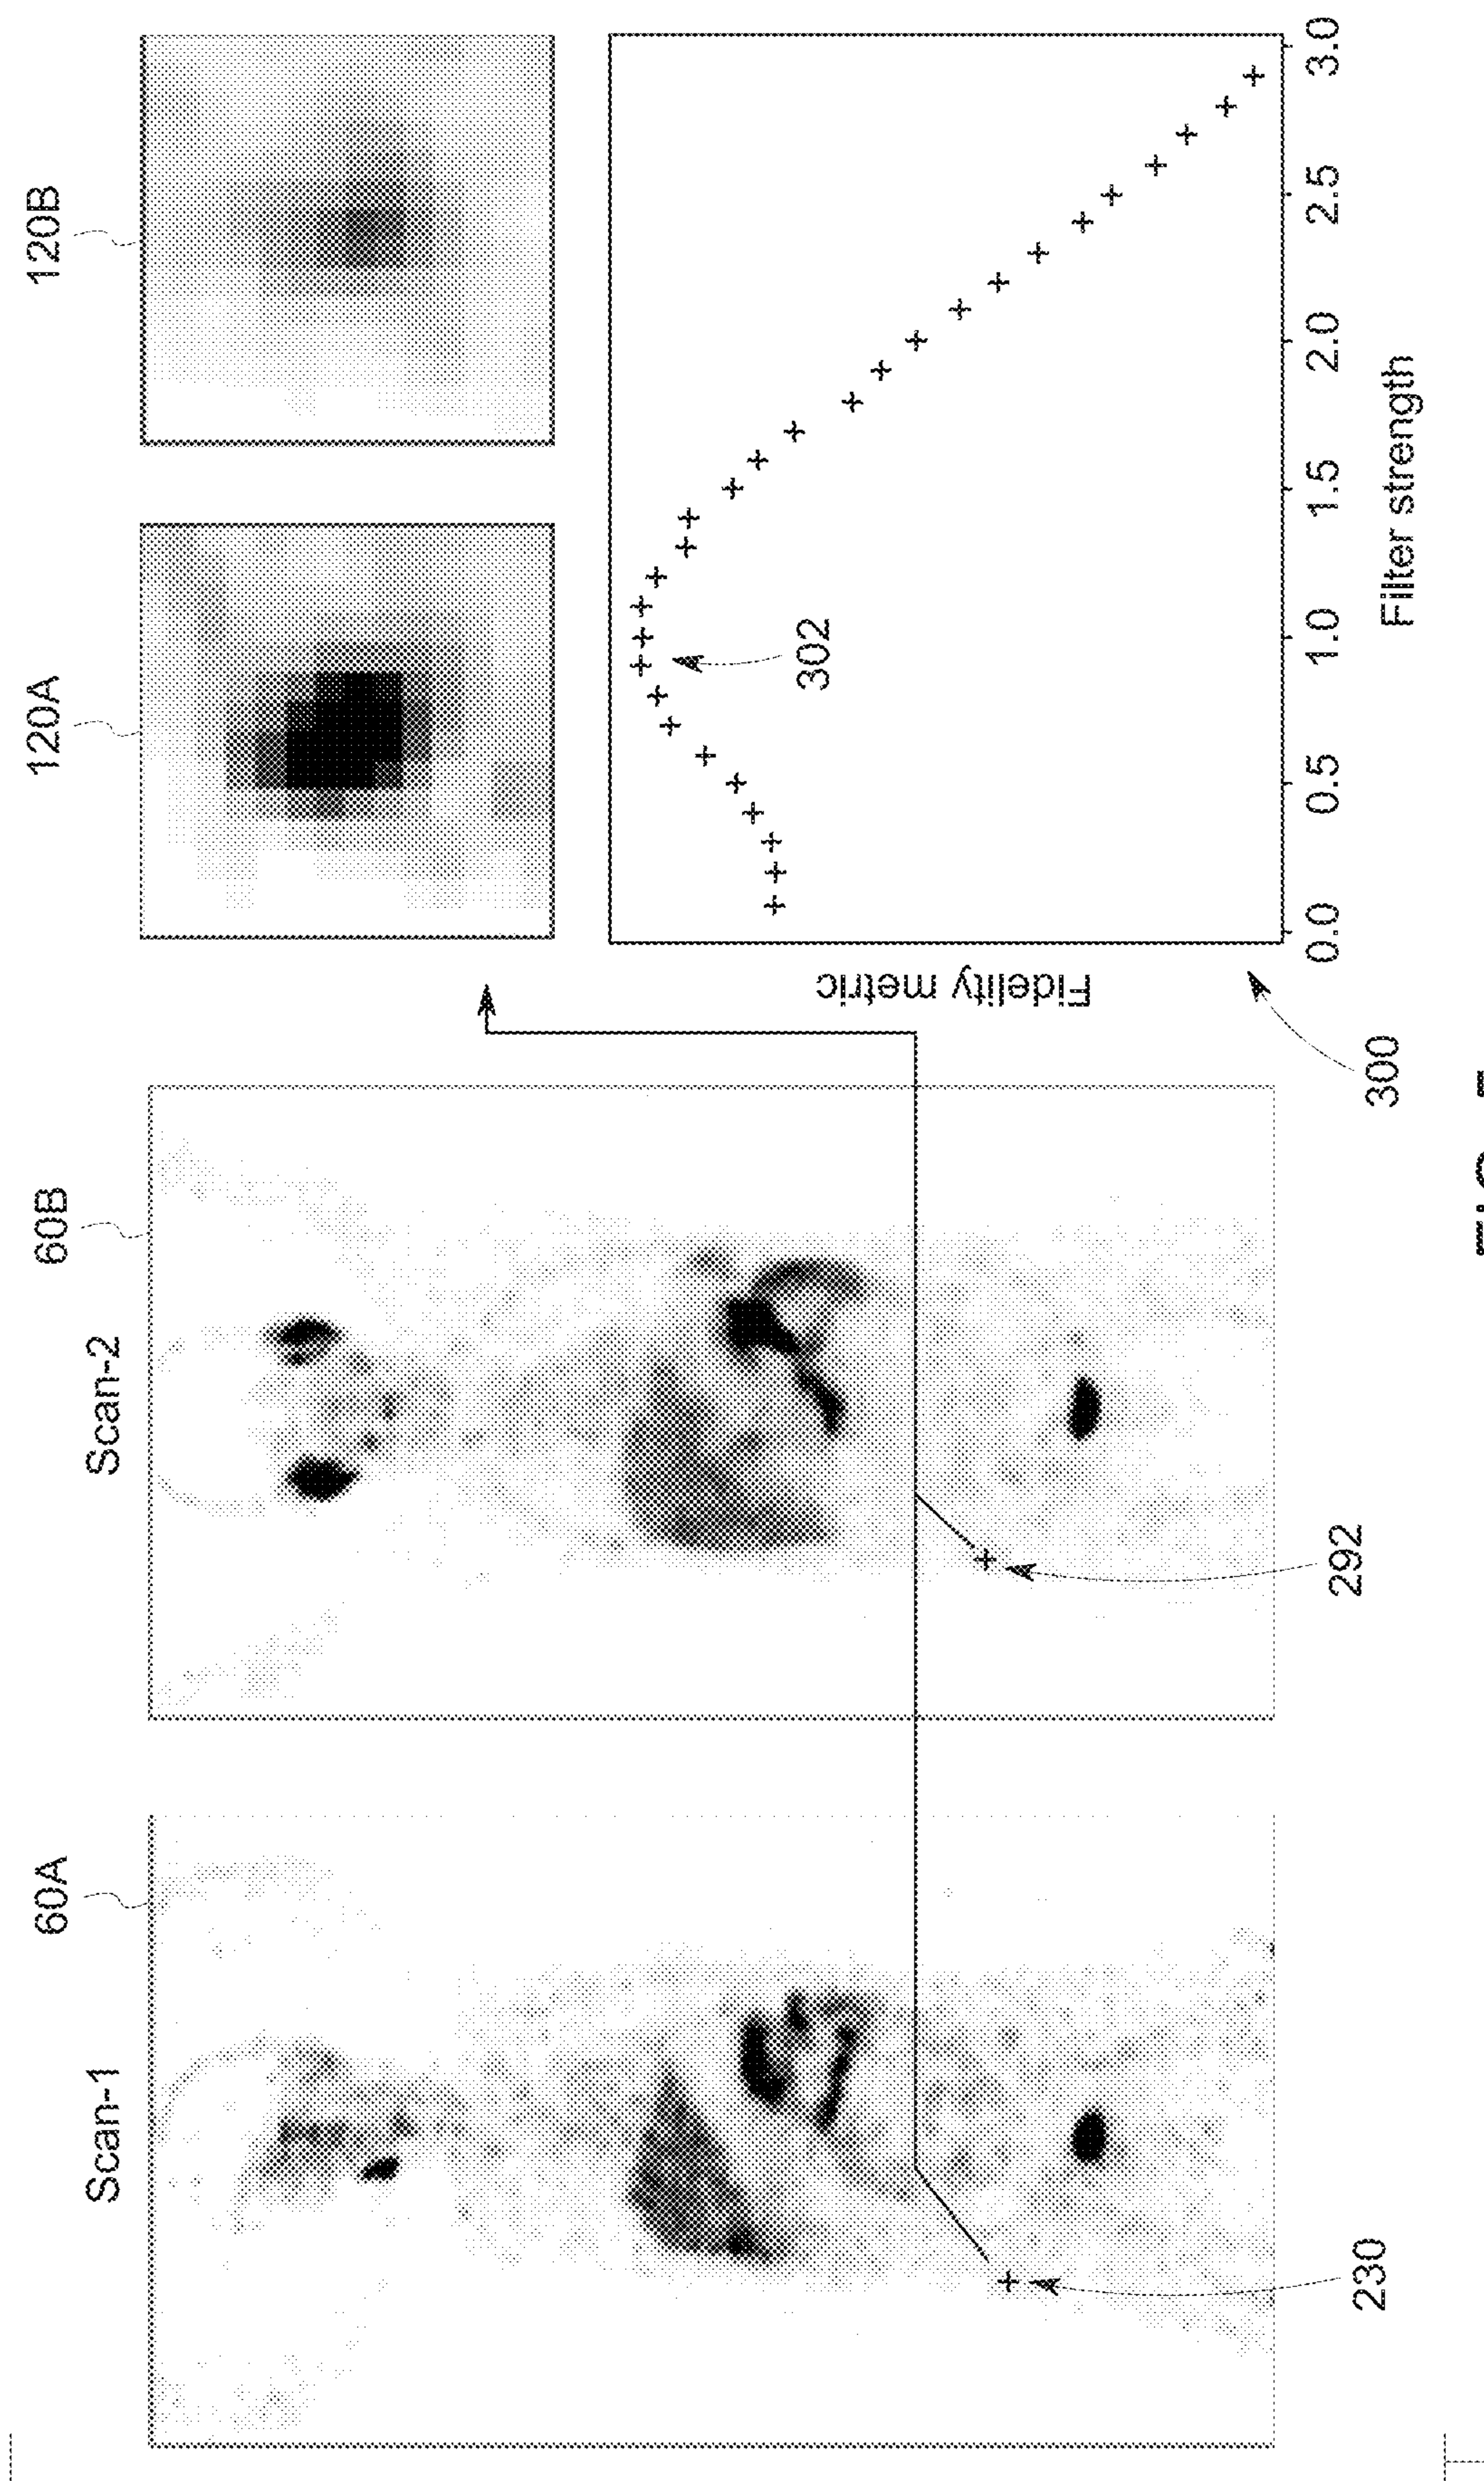 Scan-1
60A
Scan-2
60B
120A
120B
230
292
300
302
Fidelity metric
0.0
0.5
1.0
1.5
2.0
2.5
3.0
Filter strength